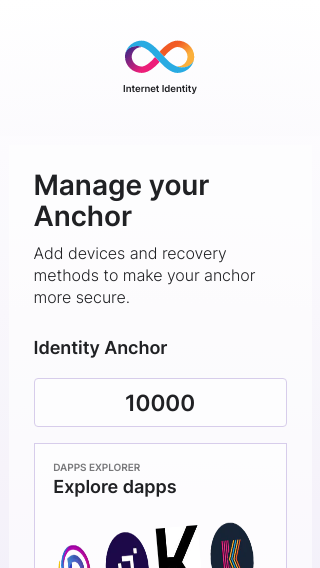 Internet Identity
Manage your
Anchor
Add devices and recovery
methods to make your anchor
more secure.
Identity Anchor
10000
DAPPS EXPLORER
Explore dapps